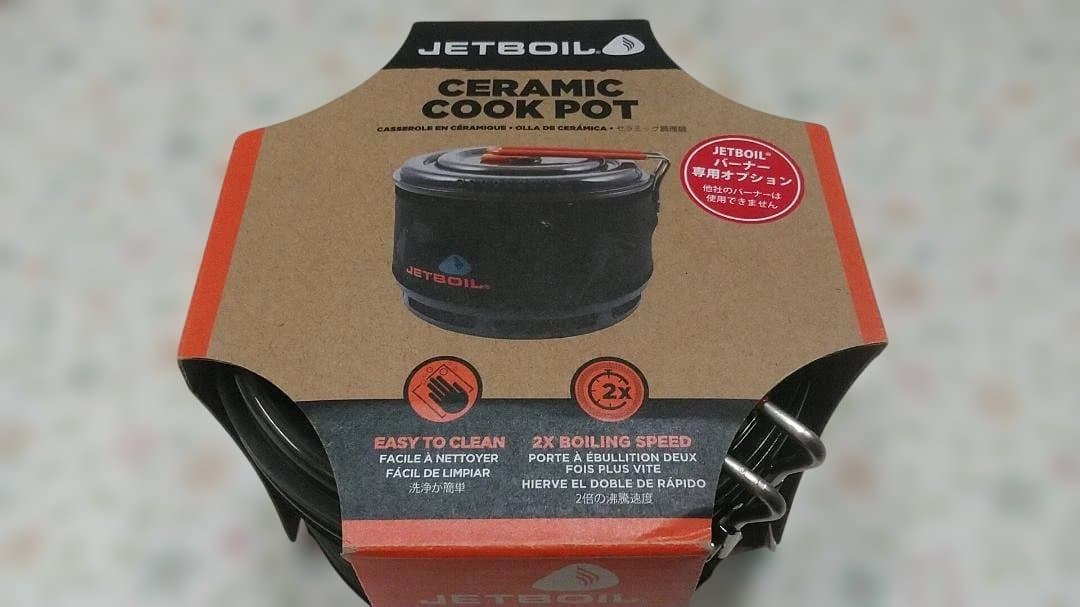 JETBOIL®
CERAMIC
COOK POT
CASSEROLE EN CÉRAMIQUE • OLLA DE CERÁMICA • セラミック調理鍋
JETBOIL®
バーナー
専用オプション
他社のバーナーは
使用できません
JETBOIL®
2x
EASY TO CLEAN
FACILE À NETTOYER
FÁCIL DE LIMPIAR
洗浄が簡単
2X BOILING SPEED
PORTE À ÉBULLITION DEUX
FOIS PLUS VITE
HIERVE EL DOBLE DE RÁPIDO
2倍の沸騰速度
JETBOIL